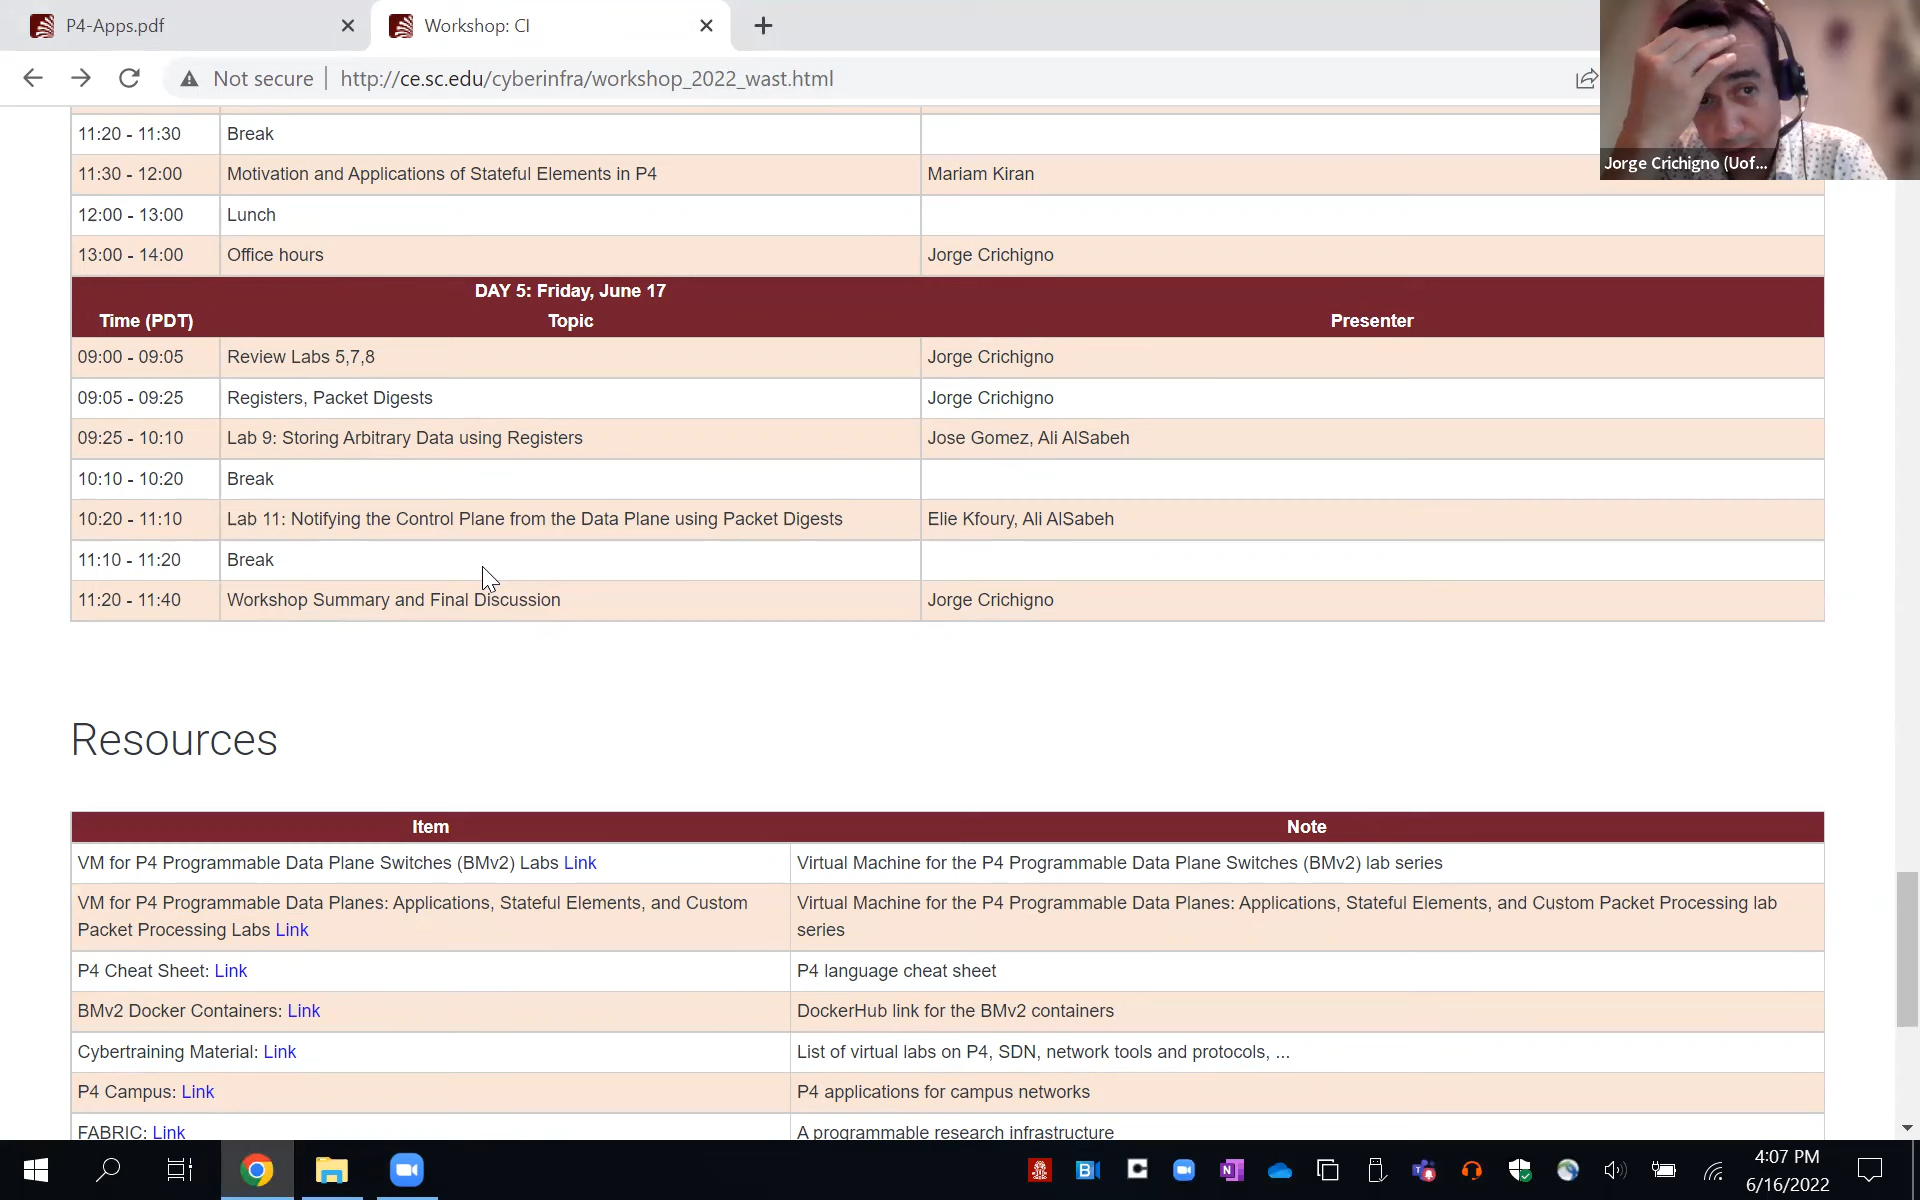 P4-Apps.pdf
Workshop: CI
Not secure
http://ce.sc.edu/cyberinfra/workshop_2022_wast.html
Jorge Crichigno (Uof...
11:20 - 11:30 Break
11:30 - 12:00 Motivation and Applications of Stateful Elements in P4 Mariam Kiran
12:00 - 13:00 Lunch
13:00 - 14:00 Office hours Jorge Crichigno
DAY 5: Friday, June 17
Time (PDT) Topic Presenter
09:00 - 09:05 Review Labs 5,7,8 Jorge Crichigno
09:05 - 09:25 Registers, Packet Digests Jorge Crichigno
09:25 - 10:10 Lab 9: Storing Arbitrary Data using Registers Jose Gomez, Ali AlSabeh
10:10 - 10:20 Break
10:20 - 11:10 Lab 11: Notifying the Control Plane from the Data Plane using Packet Digests Elie Kfoury, Ali AlSabeh
11:10 - 11:20 Break
11:20 - 11:40 Workshop Summary and Final Discussion Jorge Crichigno
Resources
Item Note
VM for P4 Programmable Data Plane Switches (BMv2) Labs Link Virtual Machine for the P4 Programmable Data Plane Switches (BMv2) lab series
VM for P4 Programmable Data Planes: Applications, Stateful Elements, and Custom
Packet Processing Labs Link
Virtual Machine for the P4 Programmable Data Planes: Applications, Stateful Elements, and Custom Packet Processing lab
series
P4 Cheat Sheet: Link P4 language cheat sheet
BMv2 Docker Containers: Link DockerHub link for the BMv2 containers
Cybertraining Material: Link List of virtual labs on P4, SDN, network tools and protocols, ...
P4 Campus: Link P4 applications for campus networks
FABRIC: Link A programmable research infrastructure
4:07 PM
6/16/2022